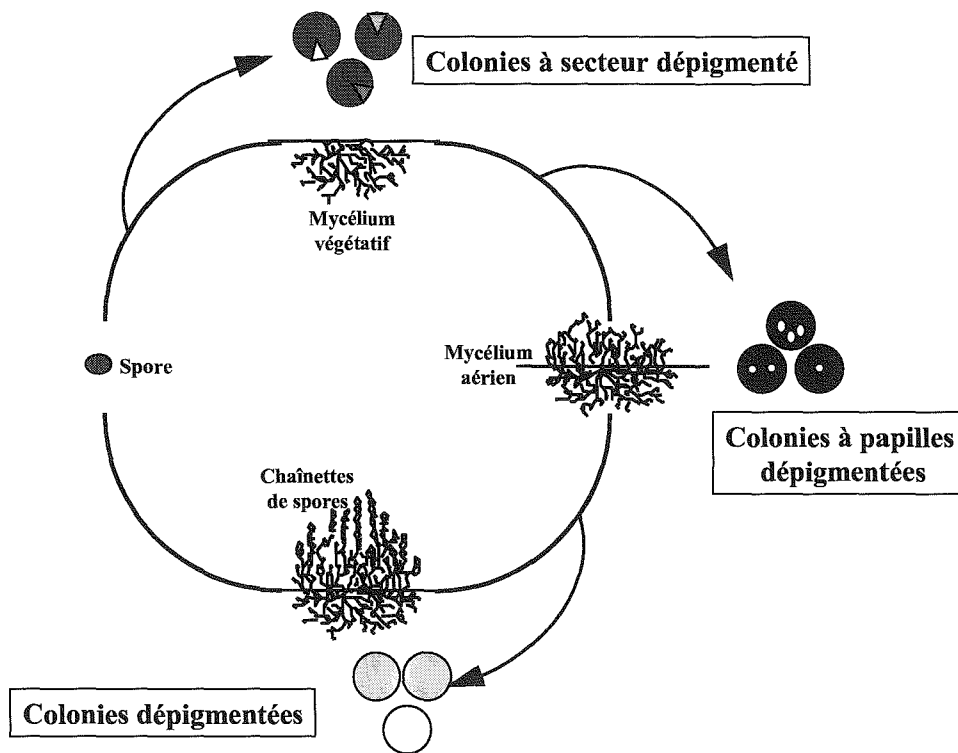 Colonies à secteur dépigmenté
Mycélium
végétatif
Spore
Mycélium
aérien
Colonies à papilles
dépigmentées
Chaînettes
de spores
Colonies dépigmentées